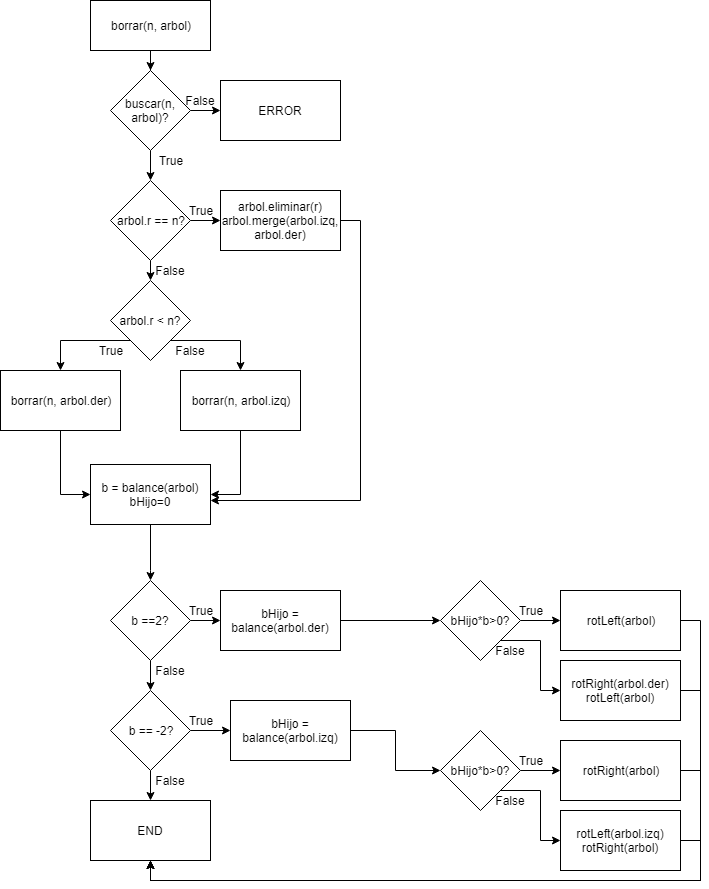 borrar(n, arbol)
buscar(n,
arbol)?
False
ERROR
True
arbol.r == n?
True
arbol.eliminar(r)
arbol.merge(arbol.izq,
arbol.der)
False
arbol.r < n?
True
False
borrar(n, arbol.der)
borrar(n, arbol.izq)
b = balance(arbol)
bHijo=0
b ==2?
True
bHijo =
balance(arbol.der)
bHijo*b>0?
True
rotLeft(arbol)
False
rotRight(arbol.der)
rotLeft(arbol)
False
b == -2?
True
bHijo =
balance(arbol.izq)
bHijo*b>0?
True
rotRight(arbol)
False
rotLeft(arbol.izq)
rotRight(arbol)
False
END